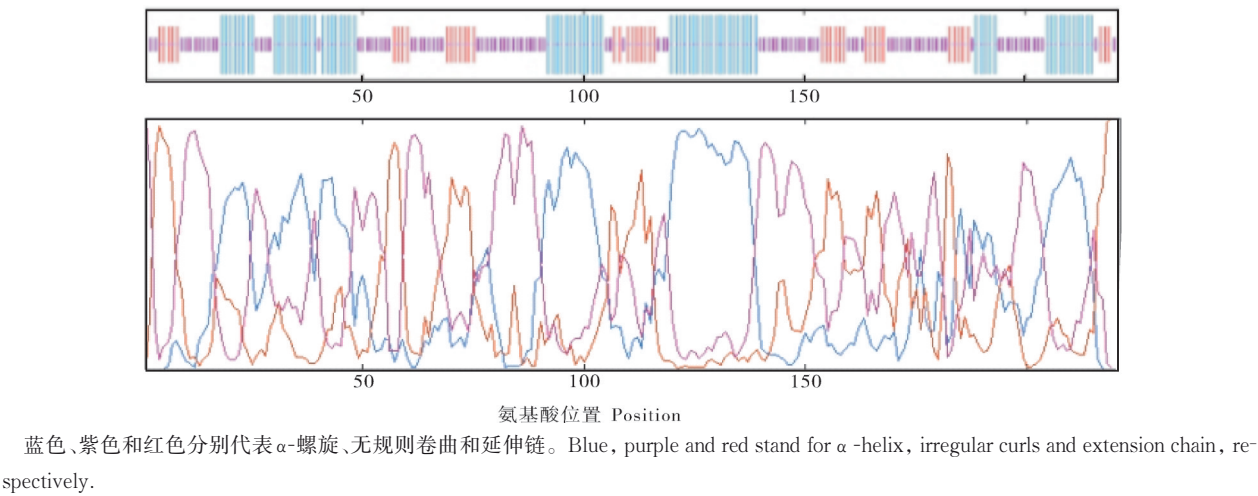 50 100 150
50 100 150
氨基酸位置 Position
蓝色、紫色和红色分别代表α-螺旋、无规则卷曲和延伸链。Blue, purple and red stand for α -helix, irregular curls and extension chain, re-
spectively.